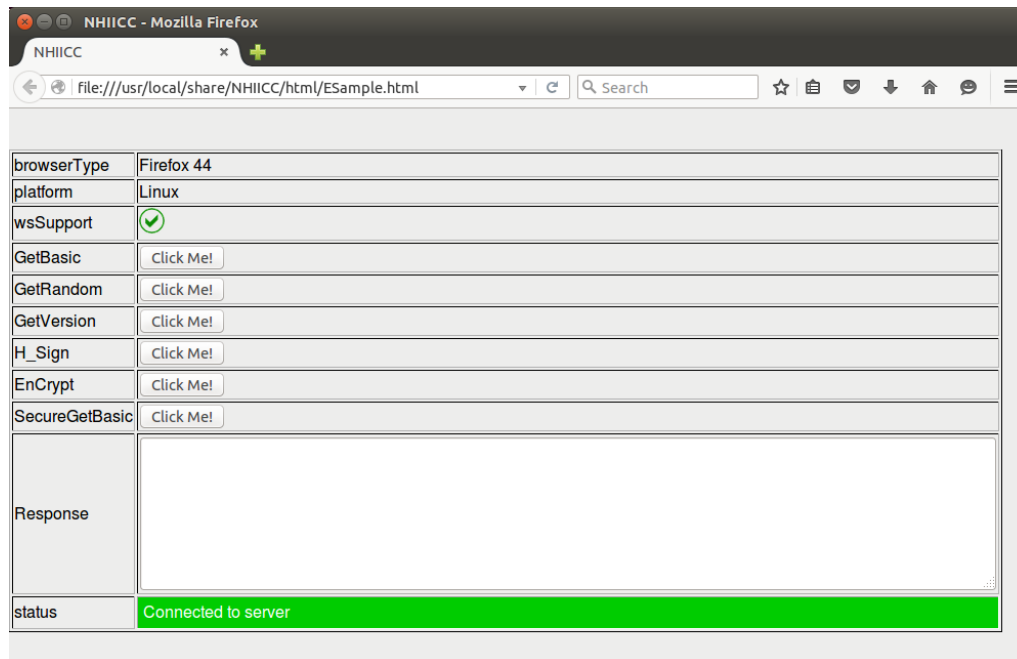 NHIICC - Mozilla Firefox
NHIICC
file:///usr/local/share/NHIICC/html/ESample.html
Search
browserType Firefox 44
platform Linux
wsSupport
GetBasic Click Me!
GetRandom Click Me!
GetVersion Click Me!
H_Sign Click Me!
EnCrypt Click Me!
SecureGetBasic Click Me!
Response
status Connected to server